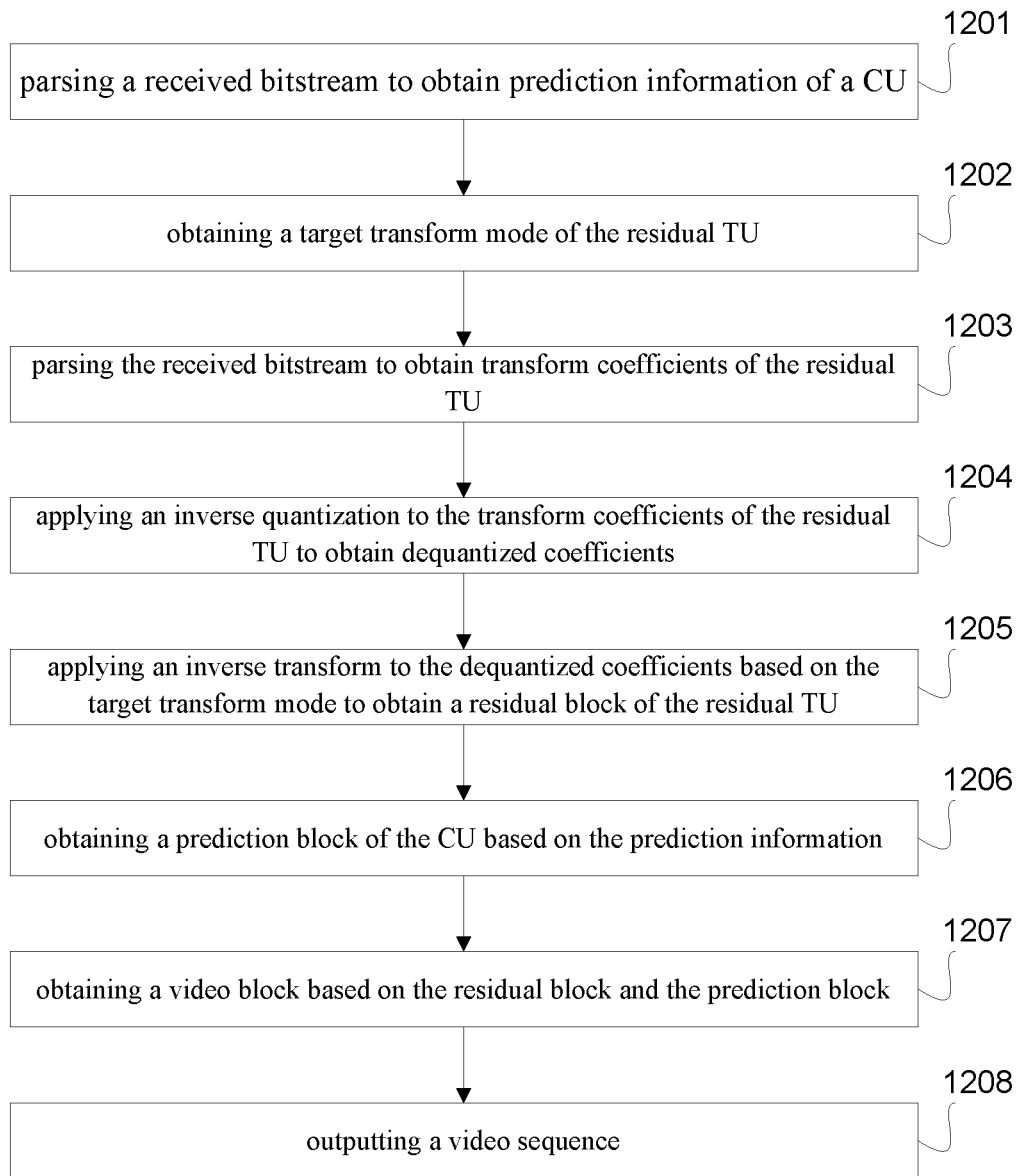 1201
parsing a received bitstream to obtain prediction information of a CU
1202
obtaining a target transform mode of the residual TU
1203
parsing the received bitstream to obtain transform coefficients of the residual
TU
1204
applying an inverse quantization to the transform coefficients of the residual
TU to obtain dequantized coefficients
1205
applying an inverse transform to the dequantized coefficients based on the
target transform mode to obtain a residual block of the residual TU
1206
obtaining a prediction block of the CU based on the prediction information
1207
obtaining a video block based on the residual block and the prediction block
1208
outputting a video sequence